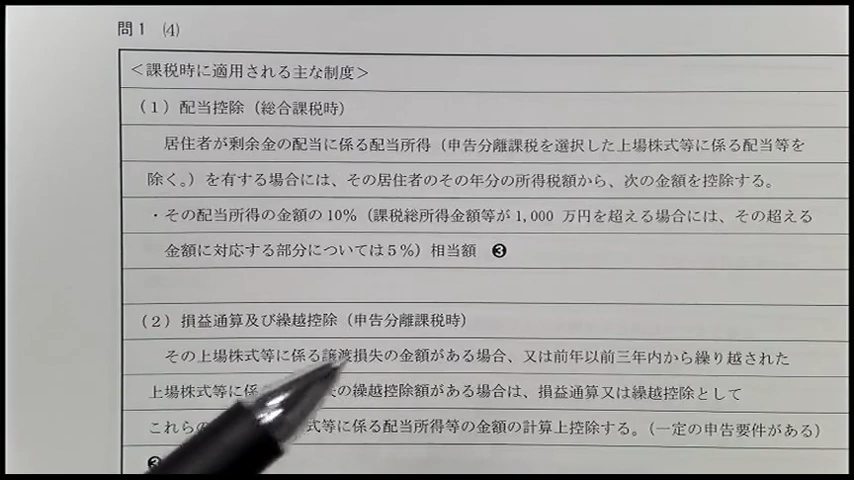 問1 (4)
＜課税時に適用される主な制度＞
（1）配当控除（総合課税時）
居住者が剰余金の配当に係る配当所得（申告分離課税を選択した上場株式等に係る配当等を
除く。）を有する場合には、その居住者のその年分の所得税額から、次の金額を控除する。
・その配当所得の金額の10％（課税総所得金額等が1,000 万円を超える場合には、その超える
金額に対応する部分については5％）相当額 ❸
（2）損益通算及び繰越控除（申告分離課税時）
その上場株式等に係る譲渡損失の金額がある場合、又は前年以前三年内から繰り越された
上場株式等に係 の繰越控除額がある場合は、損益通算又は繰越控除として
これらの 式等に係る配当所得等の金額の計算上控除する。（一定の申告要件がある）
❸